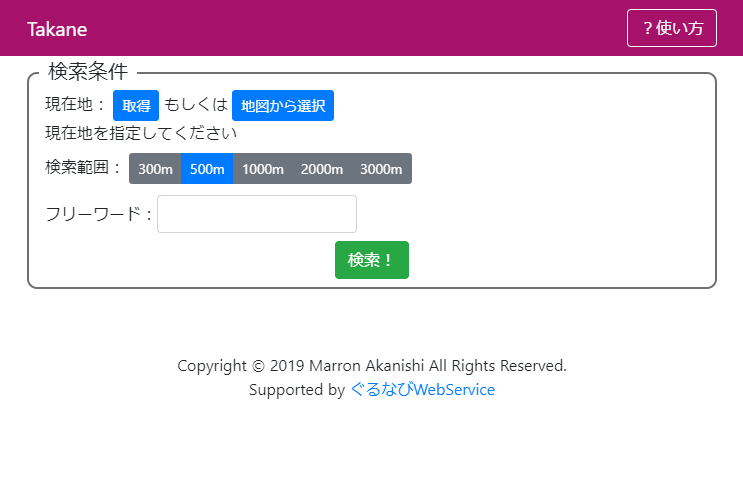 Takane
？使い方
検索条件
現在地： 取得 もしくは 地図から選択
現在地を指定してください
検索範囲： 300m 500m 1000m 2000m 3000m
フリーワード：
検索！
Copyright © 2019 Marron Akanishi All Rights Reserved.
Supported by ぐるなびWebService